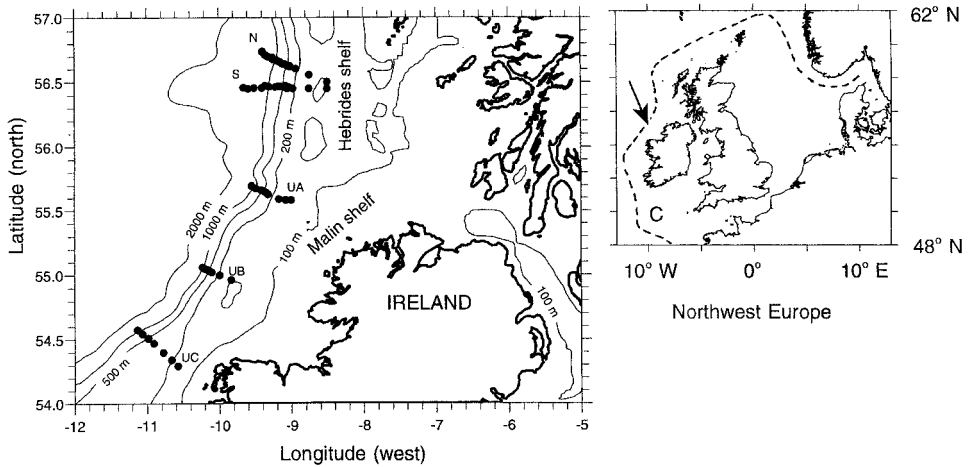 57.0
56.5
56.0
55.5
55.0
54.5
54.0
Latitude (north)
-12
-11
-10
-9
-8
-7
-6
-5
Longitude (west)
N
S
UA
UB
UC
200 m
Hebrides shelf
2000 m
1000 m
100 m
Malin shelf
500 m
IRELAND
100 m
62° N
48° N
C
10° W
0°
10° E
Northwest Europe